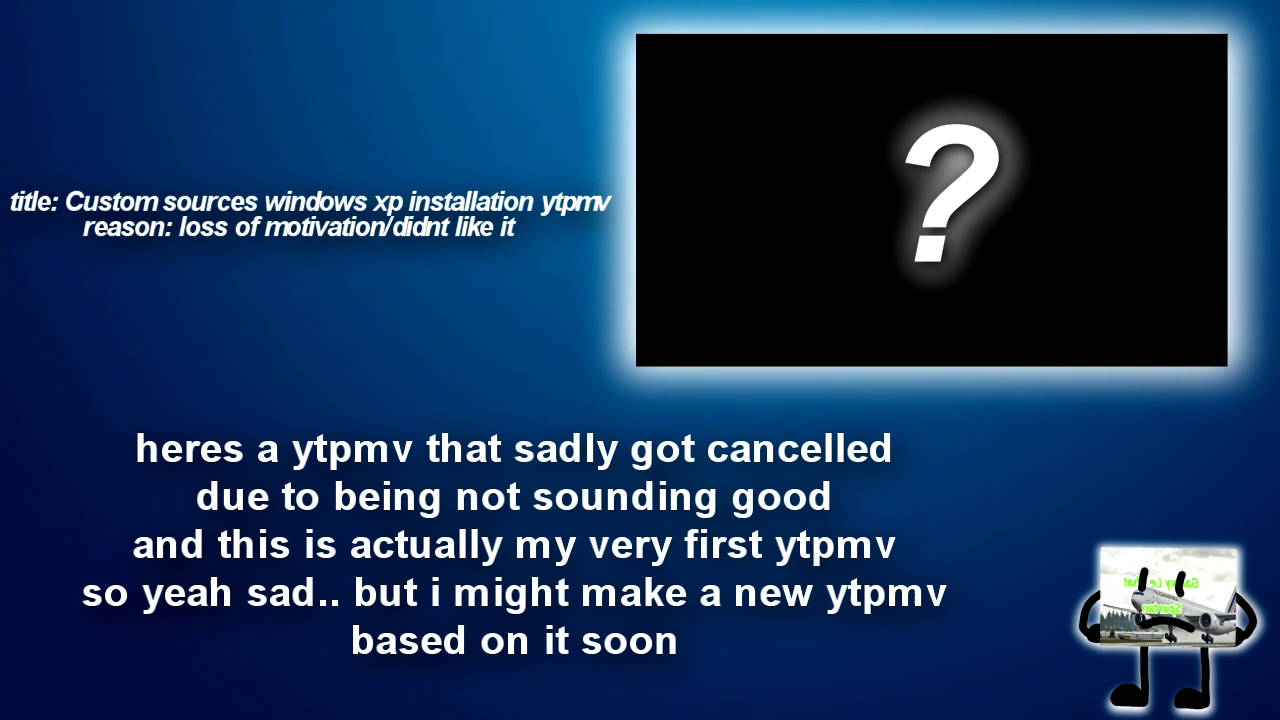 title: Custom sources windows xp installation ytpmv
reason: loss of motivation/didnt like it
?
heres a ytpmv that sadly got cancelled
due to being not sounding good
and this is actually my very first ytpmv
so yeah sad.. but i might make a new ytpmv
based on it soon
Spartan